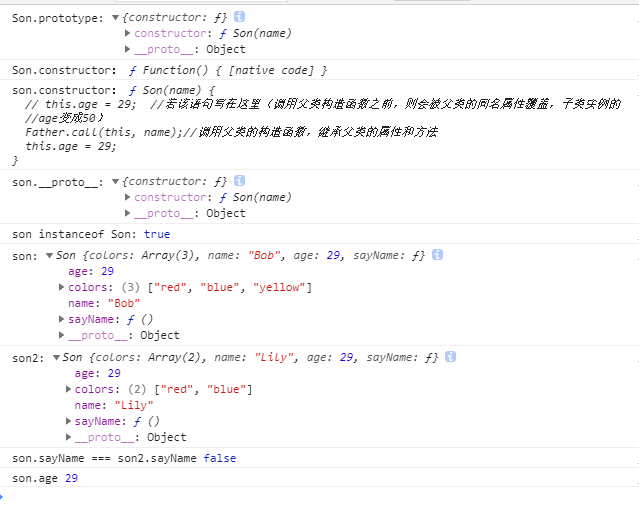 Son.prototype: ▼{constructor: ƒ} i
▶constructor: ƒ Son(name)
▶__proto__: Object
Son.constructor: ƒ Function() { [native code] }
son.constructor: ƒ Son(name) {
// this.age = 29;  //若该语句写在这里（调用父类构造函数之前，则会被父类的同名属性覆盖，子类实例的
//age变成50）
Father.call(this, name);//调用父类的构造函数，继承父类的属性和方法
this.age = 29;
}
son.__proto__: ▼{constructor: ƒ} i
▶constructor: ƒ Son(name)
▶__proto__: Object
son instanceof Son: true
son: ▼Son {colors: Array(3), name: "Bob", age: 29, sayName: ƒ} i
age: 29
▶colors: (3) ["red", "blue", "yellow"]
name: "Bob"
▶sayName: ƒ ()
▶__proto__: Object
son2: ▼Son {colors: Array(2), name: "Lily", age: 29, sayName: ƒ} i
age: 29
▶colors: (2) ["red", "blue"]
name: "Lily"
▶sayName: ƒ ()
▶__proto__: Object
son.sayName === son2.sayName false
son.age 29